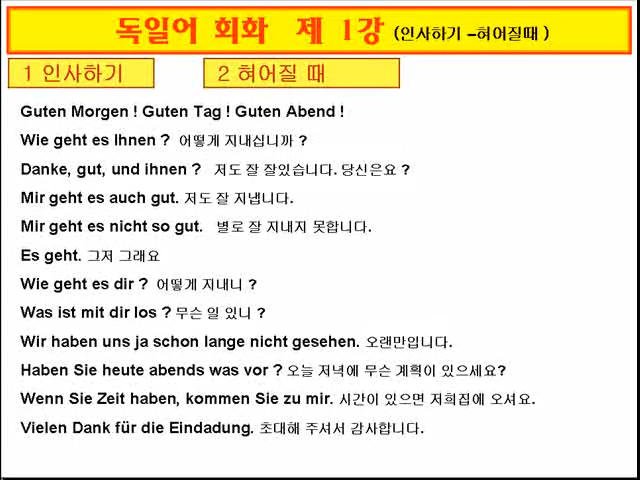 독일어 회화 제 1강 (인사하기 -혀어질때 )
1 인사하기 2 혀어질 때
Guten Morgen ! Guten Tag ! Guten Abend !
Wie geht es Ihnen ? 어떻게 지내십니까 ?
Danke, gut, und ihnen ? 저도 잘 잘있습니다. 당신은요 ?
Mir geht es auch gut. 저도 잘 지냅니다.
Mir geht es nicht so gut. 별로 잘 지내지 못합니다.
Es geht. 그저 그래요
Wie geht es dir ? 어떻게 지내니 ?
Was ist mit dir los ? 무슨 일 있니 ?
Wir haben uns ja schon lange nicht gesehen. 오랜만입니다.
Haben Sie heute abends was vor ? 오늘 저녁에 무슨 계획이 있으세요?
Wenn Sie Zeit haben, kommen Sie zu mir. 시간이 있으면 저희집에 오셔요.
Vielen Dank für die Eindadung. 초대해 주셔서 감사합니다.